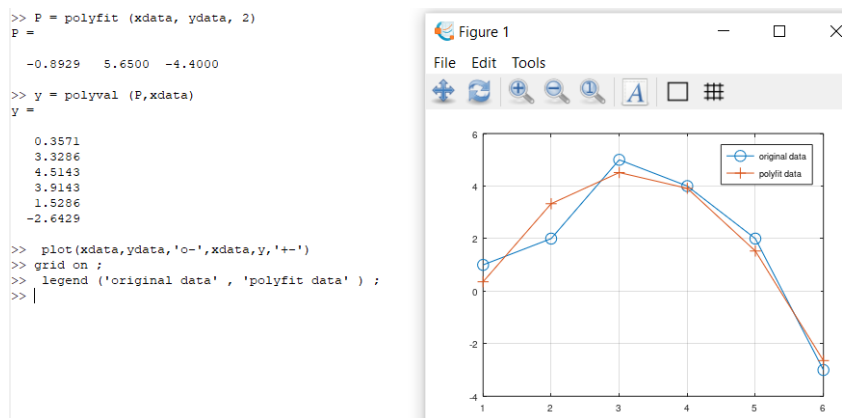 >> P = polyfit (xdata, ydata, 2)
P =
-0.8929 5.6500 -4.4000
>> y = polyval (P,xdata)
y =
0.3571
3.3286
4.5143
3.9143
1.5286
-2.6429
>> plot(xdata,ydata,'o-',xdata,y,'+-')
>> grid on ;
>> legend ('original data' , 'polyfit data' ) ;
>>
Figure 1
File Edit Tools
A
6
4
2
0
-2
-4
1 2 3 4 5 6
original data
polyfit data